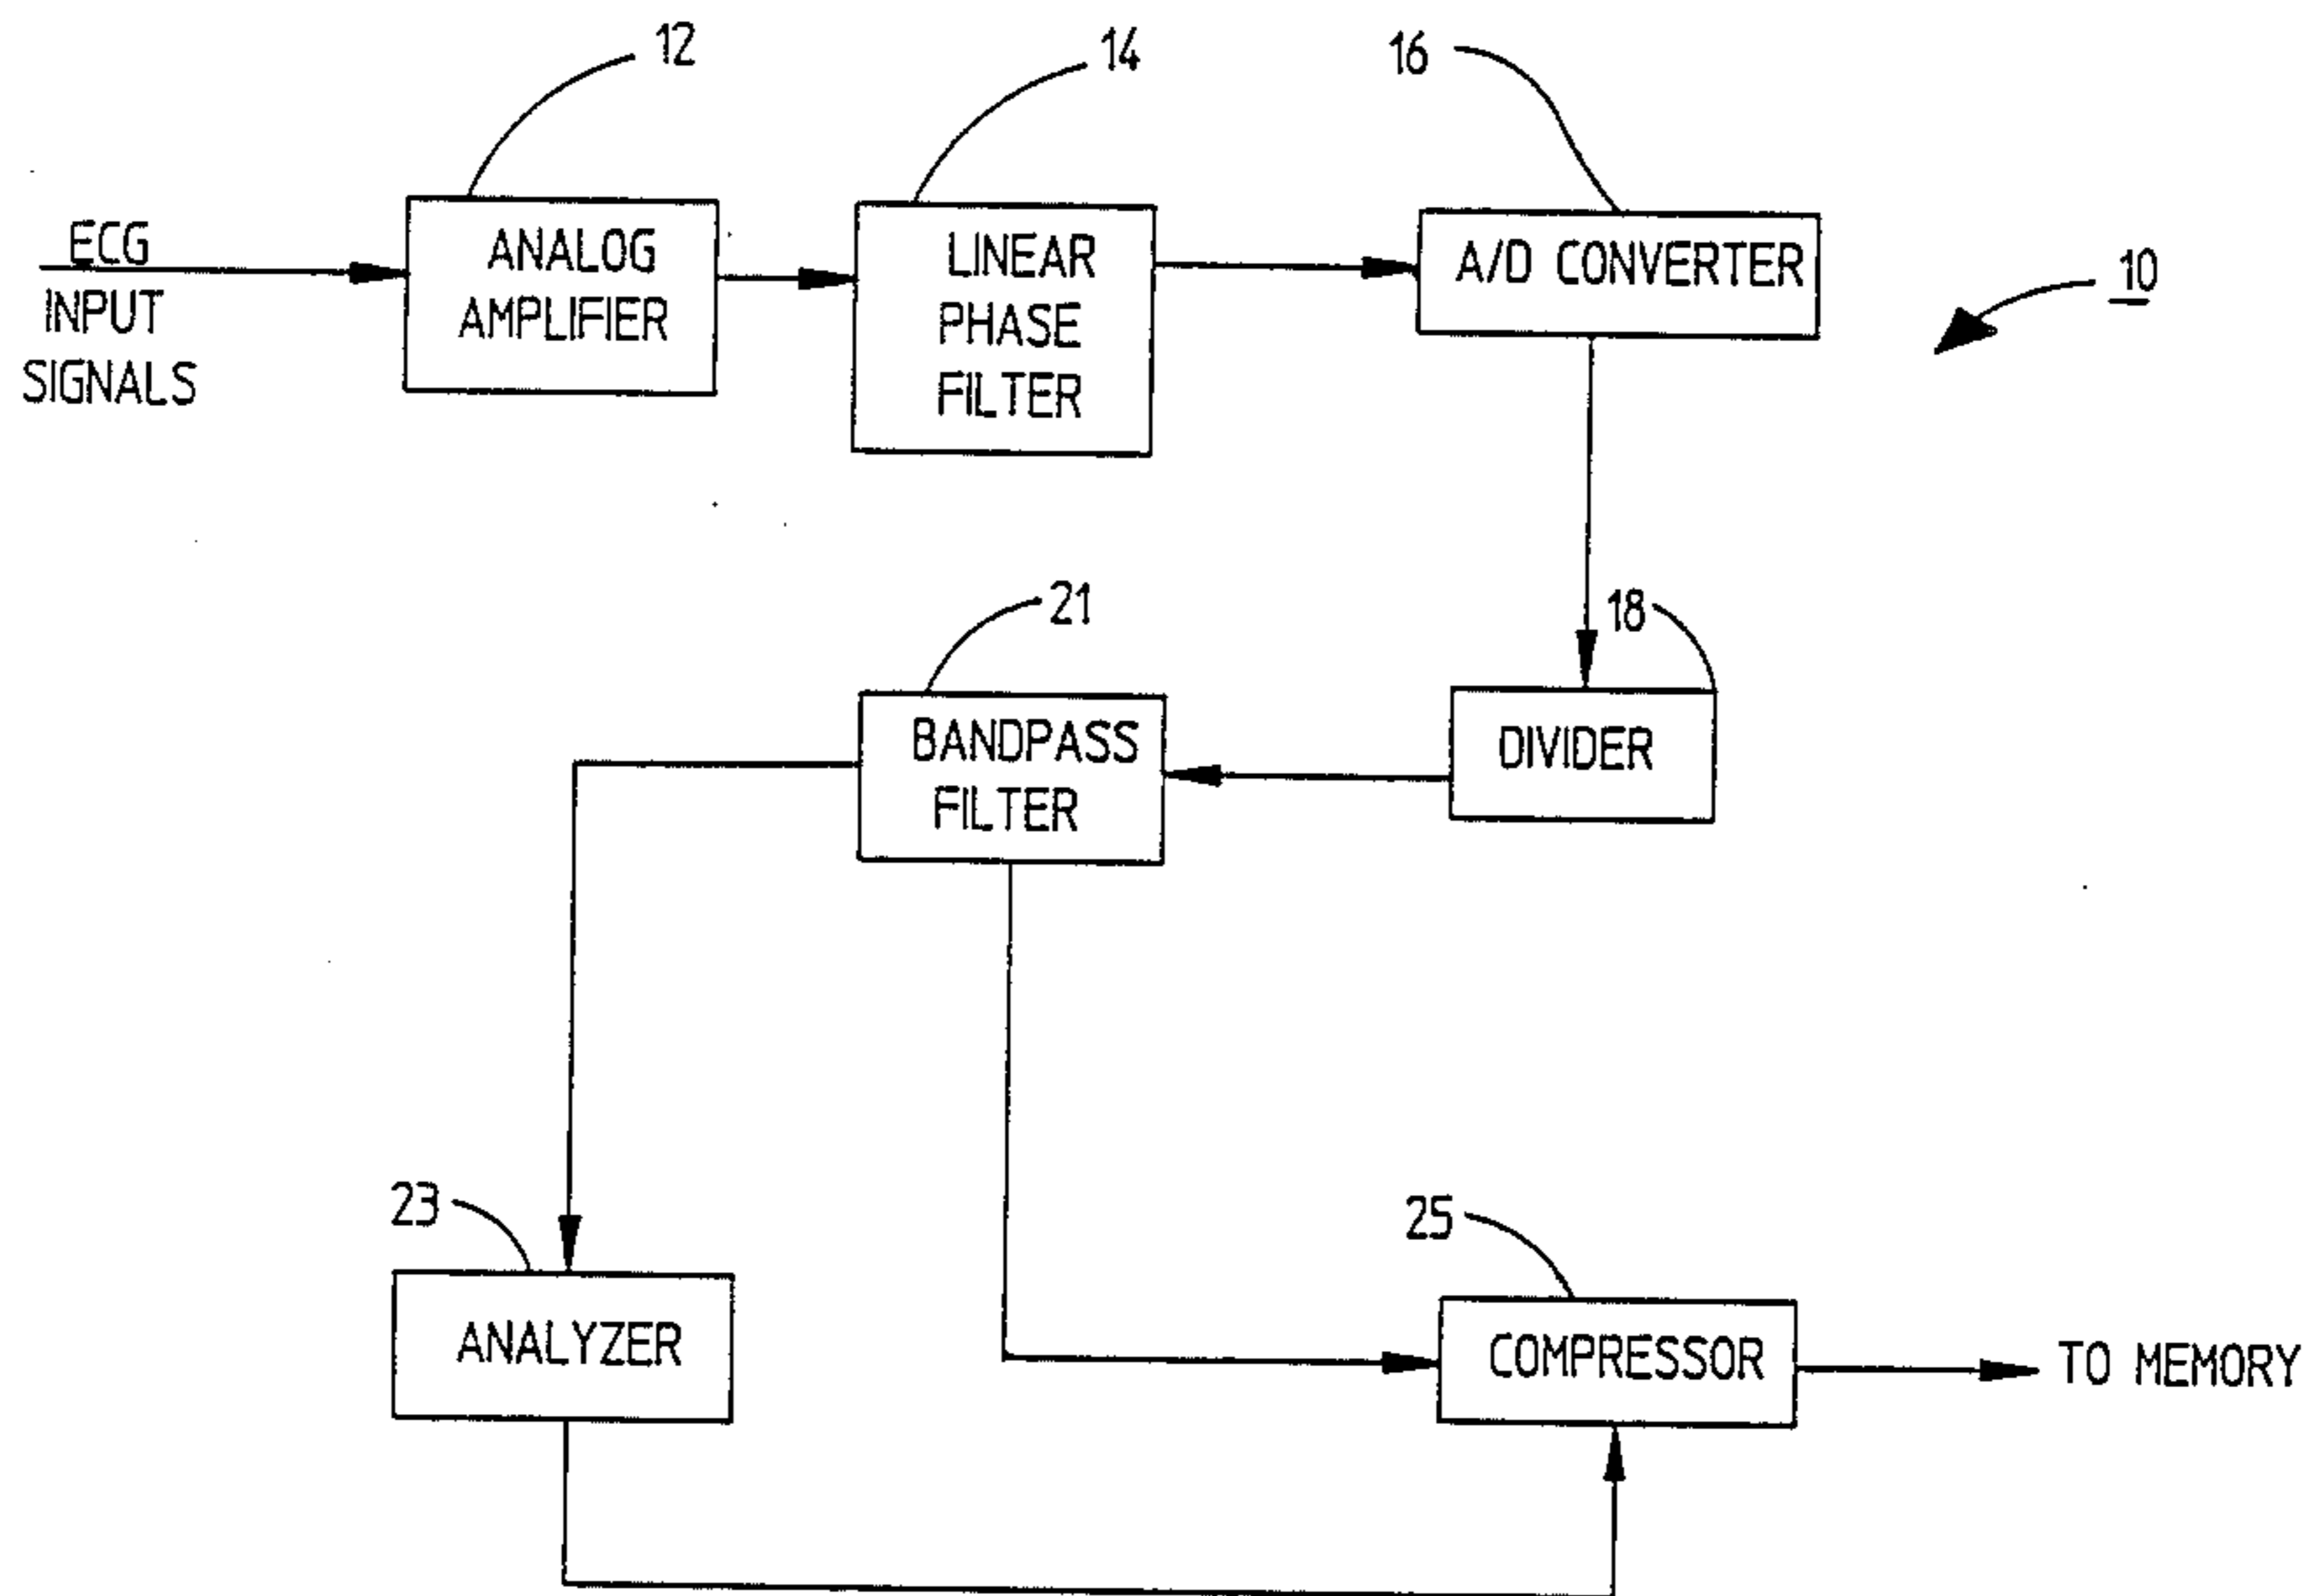 12
14
16
10
ECG
INPUT
SIGNALS
ANALOG
AMPLIFIER
LINEAR
PHASE
FILTER
A/D CONVERTER
21
18
BANDPASS
FILTER
DIVIDER
23
25
ANALYZER
COMPRESSOR
TO MEMORY